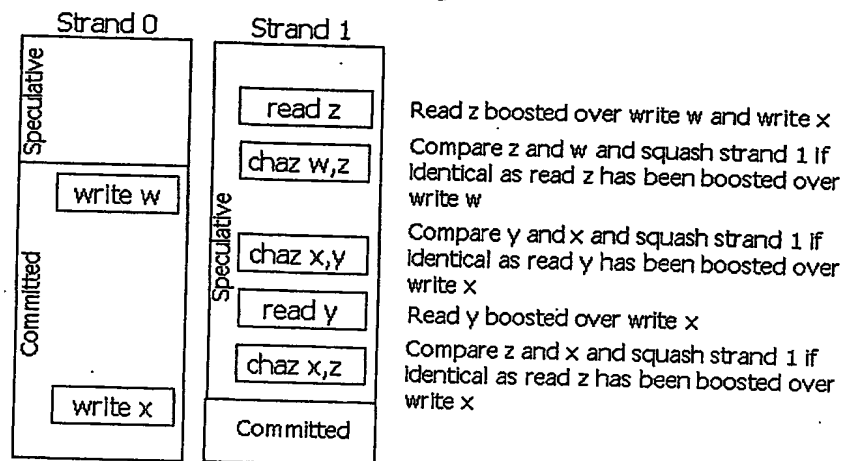 Strand 0
Strand 1
Speculative
read z
Read z boosted over write w and write x
chaz w,z
Compare z and w and squash strand 1 if
identical as read z has been boosted over
write w
write w
Committed
Speculative
chaz x,y
Compare y and x and squash strand 1 if
identical as read y has been boosted over
write x
read y
Read y boosted over write x
chaz x,z
Compare z and x and squash strand 1 if
identical as read z has been boosted over
write x
write x
Committed